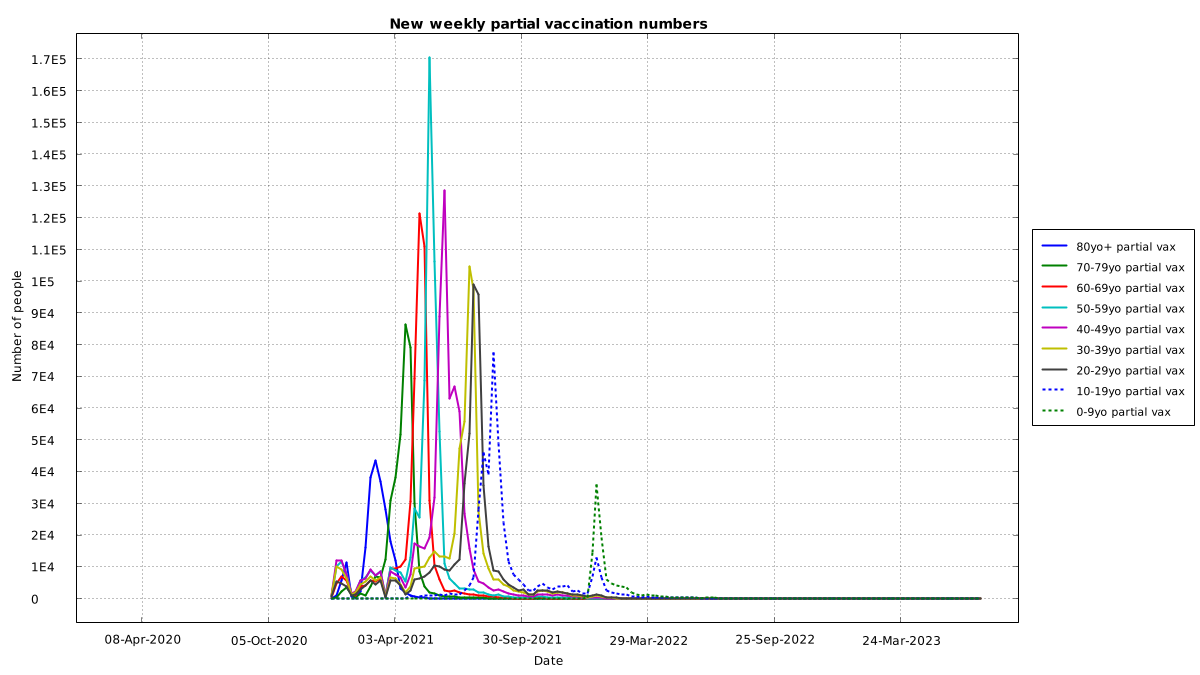 New weekly partial vaccination numbers
1.7E5
1.6E5
1.5E5
1.4E5
1.3E5
1.2E5
1.1E5
1E5
9E4
8E4
7E4
6E4
5E4
4E4
3E4
2E4
1E4
0
Number of people
08-Apr-2020
05-Oct-2020
03-Apr-2021
30-Sep-2021
29-Mar-2022
25-Sep-2022
24-Mar-2023
Date
80yo+ partial vax
70-79yo partial vax
60-69yo partial vax
50-59yo partial vax
40-49yo partial vax
30-39yo partial vax
20-29yo partial vax
10-19yo partial vax
0-9yo partial vax